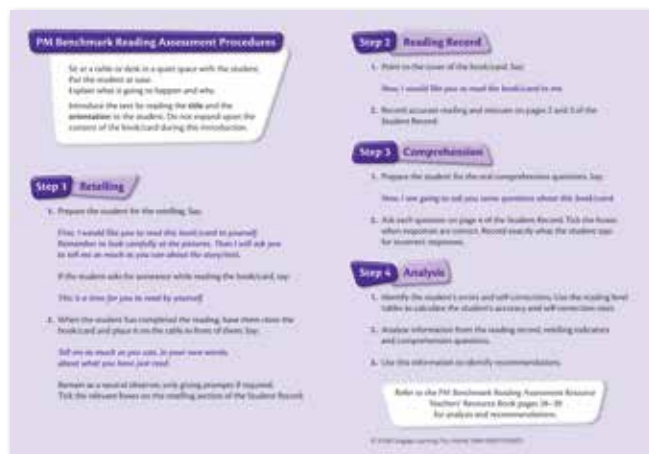 PM Benchmark Reading Assessment Procedures
Sit at a table or desk in a quiet space with the student.
Put the student at ease.
Explain what is going to happen and why.
Introduce the text by reading the title and the
orientation to the student. Do not expand upon the
content of the book/card during this introduction.
Step 1 Retelling
1. Prepare the student for the retelling. Say:
First, I would like you to read this book/card to yourself.
Remember to look carefully at the pictures. Then I will ask you
to tell me as much as you can about the story/text.
If the student asks for assistance while reading the book/card, say:
This is a time for you to read by yourself.
2. When the student has completed the reading, have them close the
book/card and place it on the table in front of them. Say:
Tell me as much as you can, in your own words,
about what you have just read.
Remain as a neutral observer, only giving prompts if required.
Tick the relevant boxes on the retelling section of the Student Record.
Step 2 Reading Record
1. Point to the cover of the book/card. Say:
Now, I would like you to read the book/card to me.
2. Record accurate reading and miscues on pages 2 and 3 of the
Student Record.
Step 3 Comprehension
1. Prepare the student for the oral comprehension questions. Say:
Now, I am going to ask you some questions about this book/card.
2. Ask each question on page 4 of the Student Record. Tick the boxes
when responses are correct. Record exactly what the student says
for incorrect responses.
Step 4 Analysis
1. Identify the student's errors and self-corrections. Use the reading level
tables to calculate the student's accuracy and self-correction rates.
2. Analyse information from the reading record, retelling indicators
and comprehension questions.
3. Use this information to identify recommendations.
Refer to the PM Benchmark Reading Assessment Resource
Teachers' Resource Book pages
for analysis and recommendations.
Cengage Learning Pty Limited